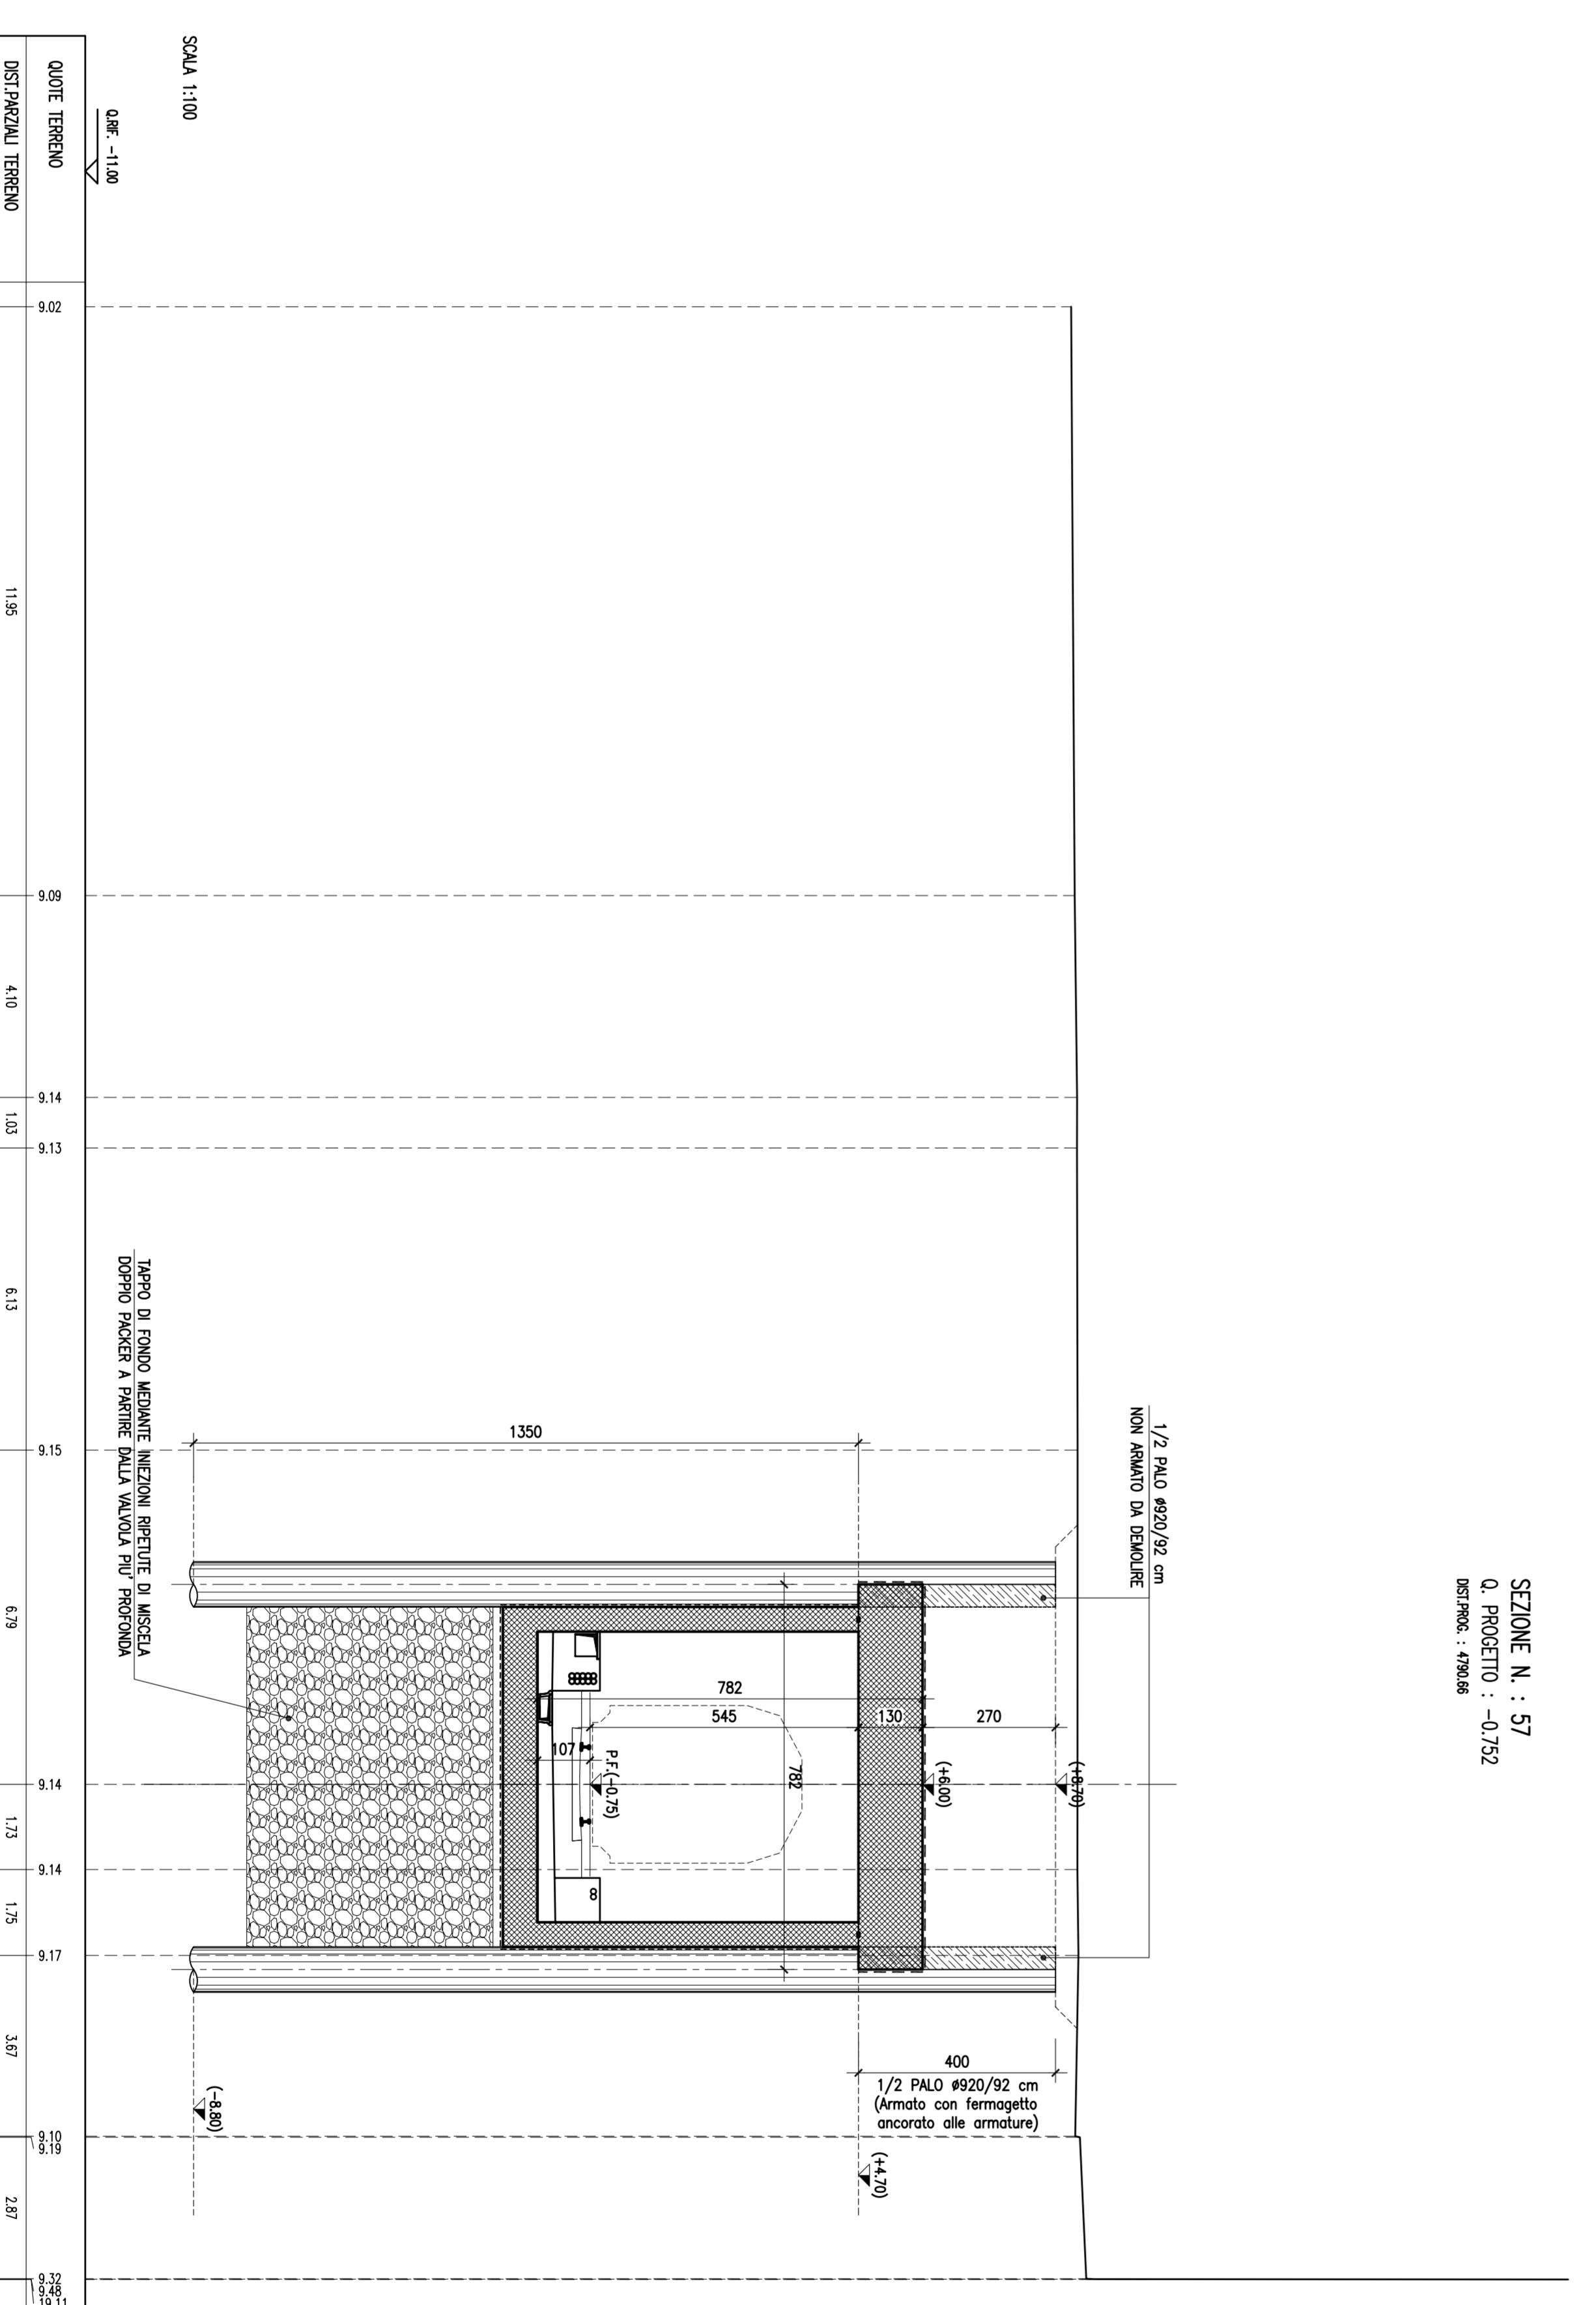 SEZIONE N. : 57
Q. PROGETTO : -0.752
DIST.PROG. : 4790.66
1/2 PALO ø920/92 cm
NON ARMATO DA DEMOLIRE
(+8.70)
270
(+6.00)
130
782
545
107
782
P.F.(-0.75)
1350
400
1/2 PALO ø920/92 cm
(Armato con fermagetto
ancorato alle armature)
(+4.70)
(-8.80)
TAPPO DI FONDO MEDIANTE INIEZIONI RIPETUTE DI MISCELA
DOPPIO PACKER A PARTIRE DALLA VALVOLA PIU' PROFONDA
SCALA 1:100
Q.RIF. -11.00
QUOTE TERRENO
9.02
9.09
9.14
9.13
9.15
9.14
9.14
9.17
9.10
9.19
9.32
9.48
19.11
DIST.PARZIALI TERRENO
11.95
4.10
1.03
6.13
6.79
1.73
1.75
3.67
2.87